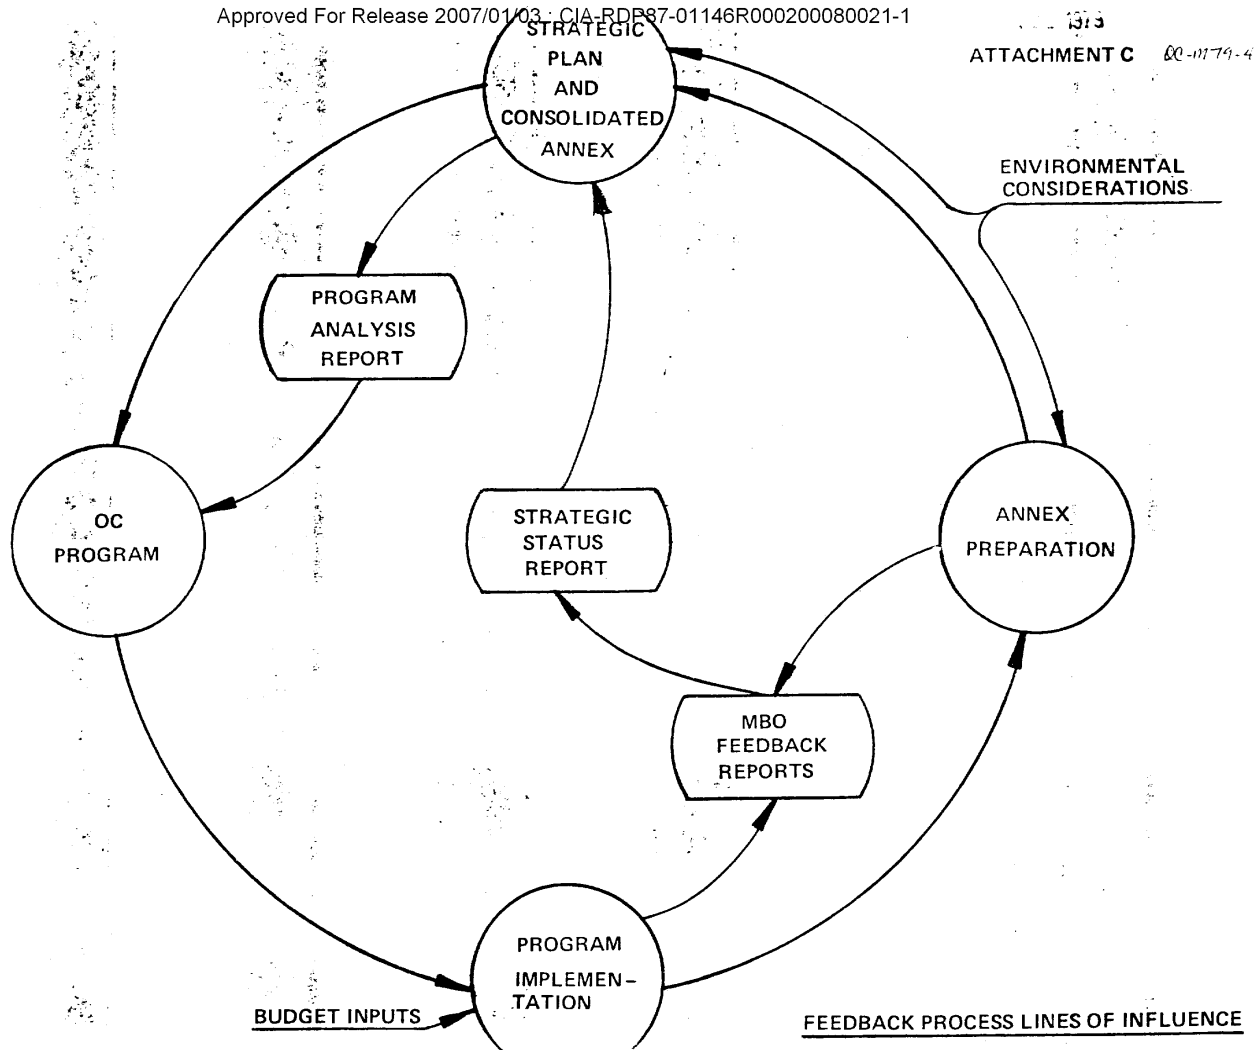 Approved For Release 2007/01/03 : CIA-RDP87-01146R000200080021-1
ATTACHMENT C
STRATEGIC
PLAN
AND
CONSOLIDATED
ANNEX
ENVIRONMENTAL
CONSIDERATIONS
PROGRAM
ANALYSIS
REPORT
OC
PROGRAM
STRATEGIC
STATUS
REPORT
ANNEX
PREPARATION
MBO
FEEDBACK
REPORTS
PROGRAM
IMPLEMEN-
TATION
BUDGET INPUTS
FEEDBACK PROCESS LINES OF INFLUENCE